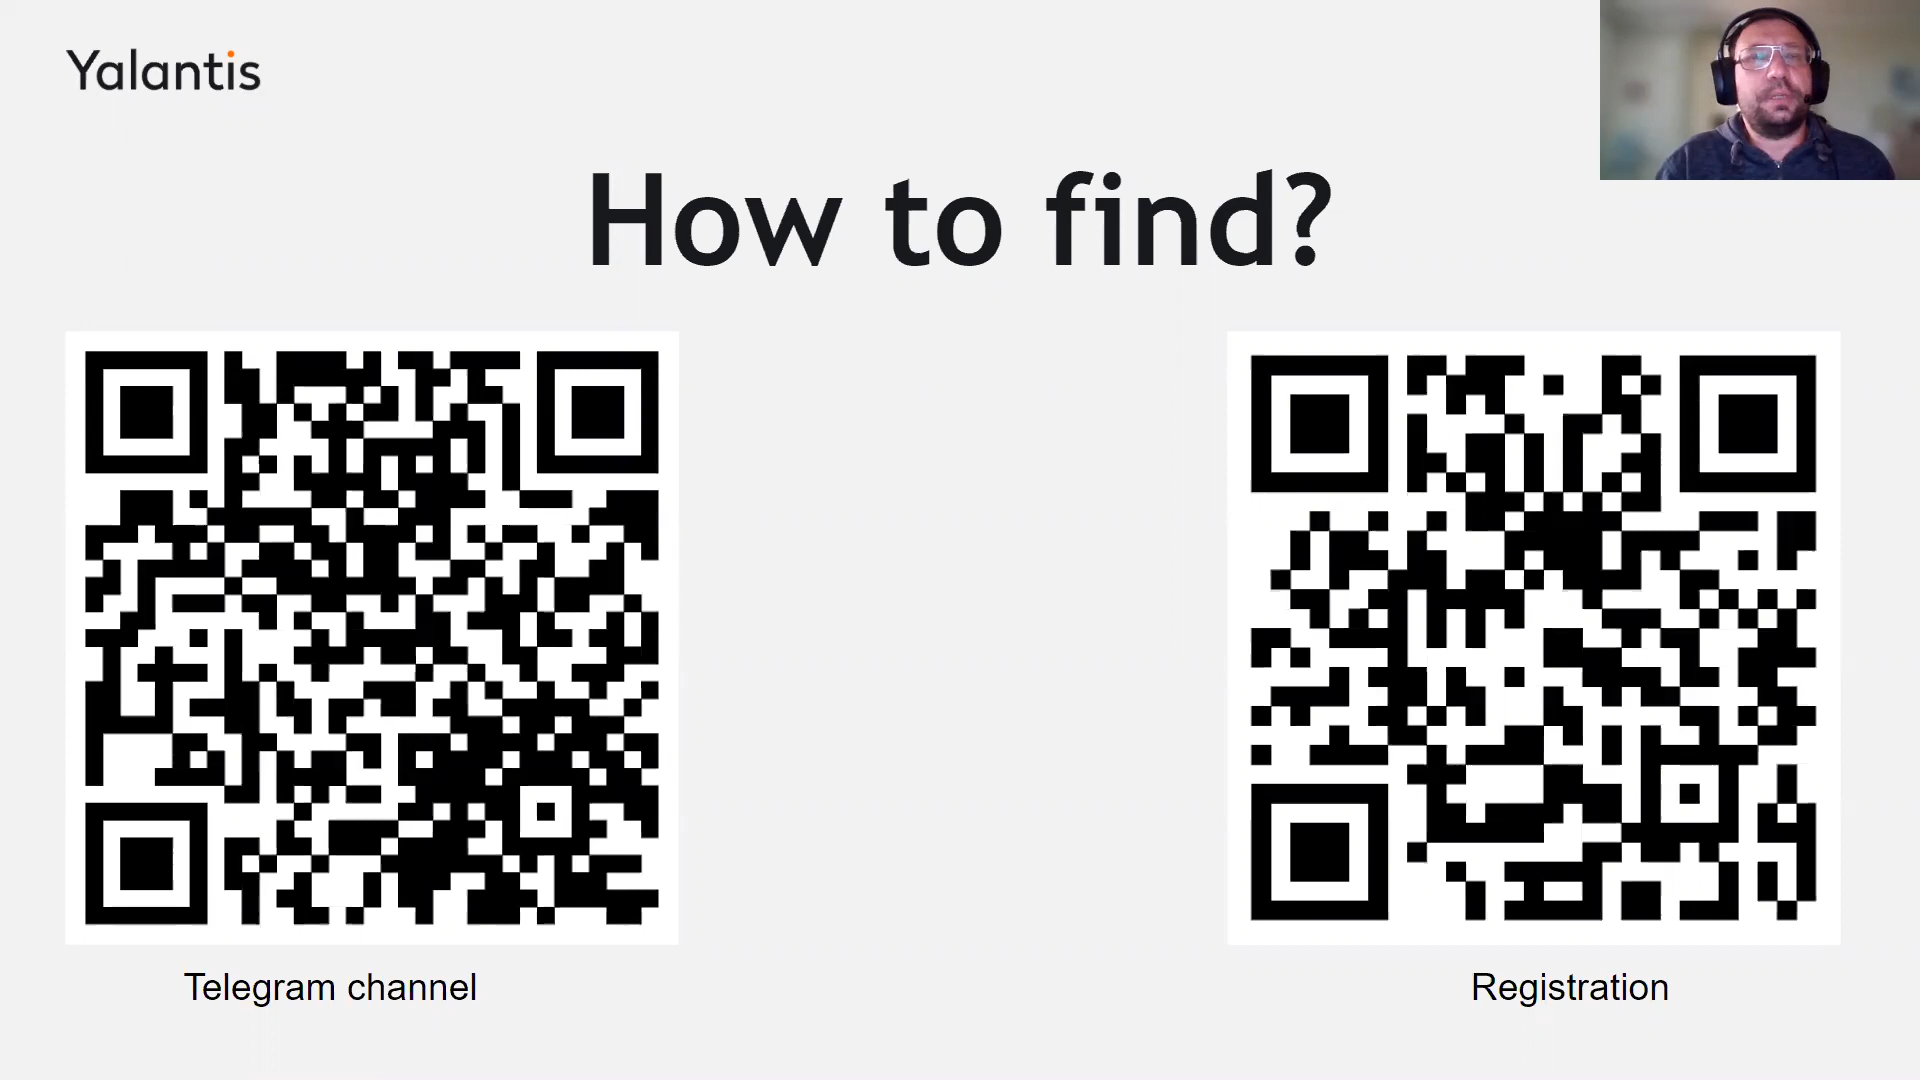 Yalantis
How to find?
Telegram channel
Registration